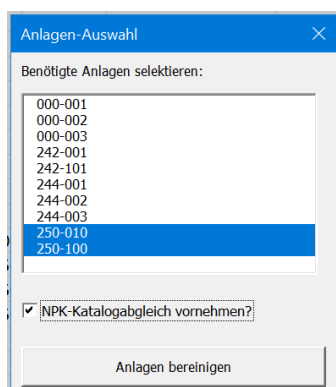 Anlagen-Auswahl
Benötigte Anlagen selektieren:
000-001
000-002
000-003
242-001
242-101
244-001
244-002
244-003
250-010
250-100
NPK-Katalogabgleich vornehmen?
Anlagen bereinigen